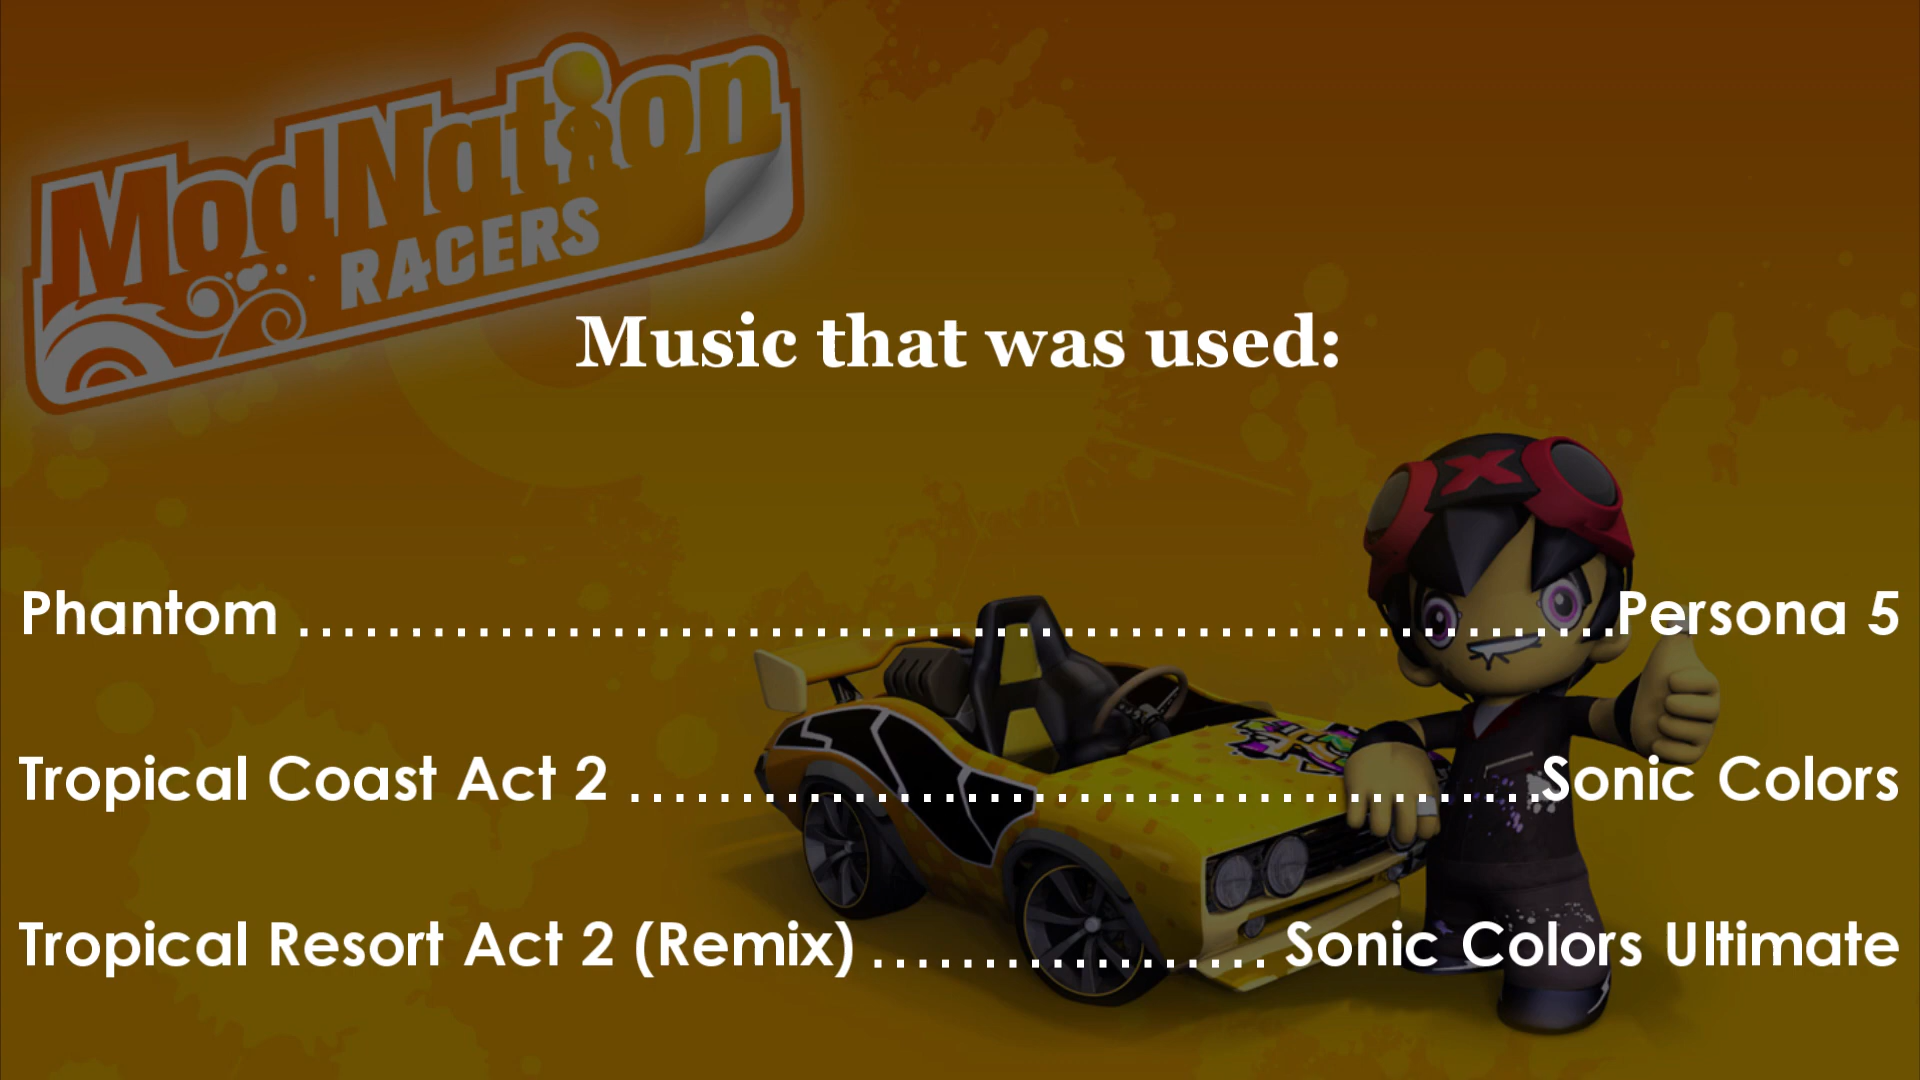 ModNation
RACERS
Music that was used:
Phantom ..........................................................Persona 5
Tropical Coast Act 2 .........................................Sonic Colors
Tropical Resort Act 2 (Remix) .................. Sonic Colors Ultimate